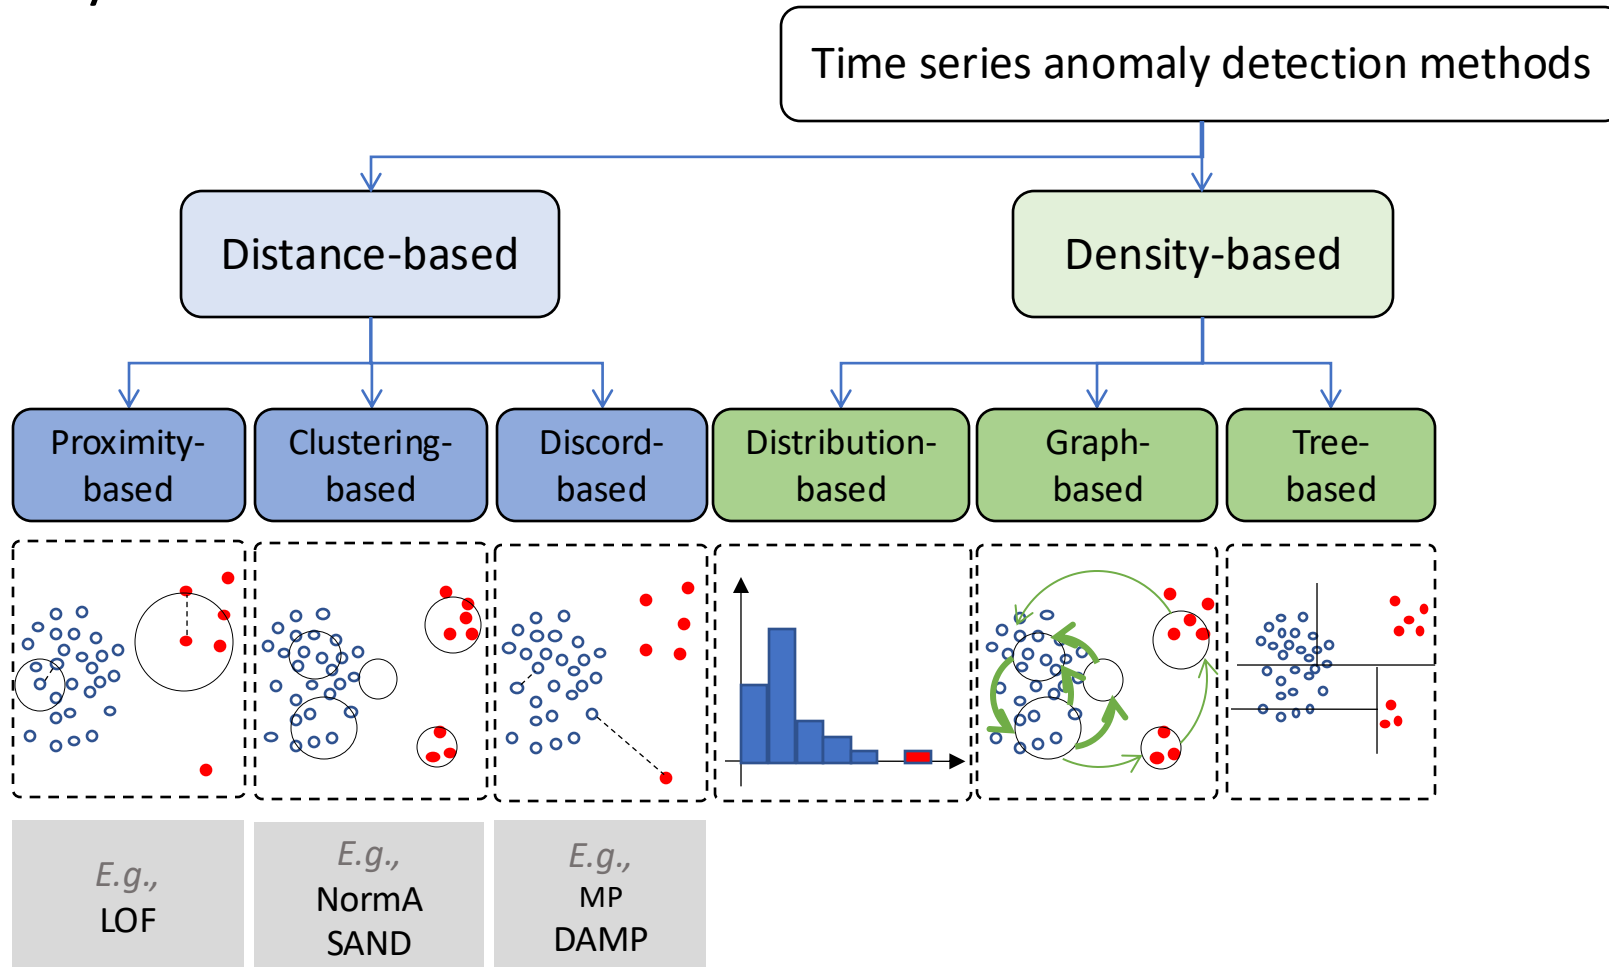 Time series anomaly detection methods
Distance-based
Density-based
Proximity-
based
Clustering-
based
Discord-
based
Distribution-
based
Graph-
based
Tree-
based
E.g.,
LOF
E.g.,
NormA
SAND
E.g.,
MP
DAMP